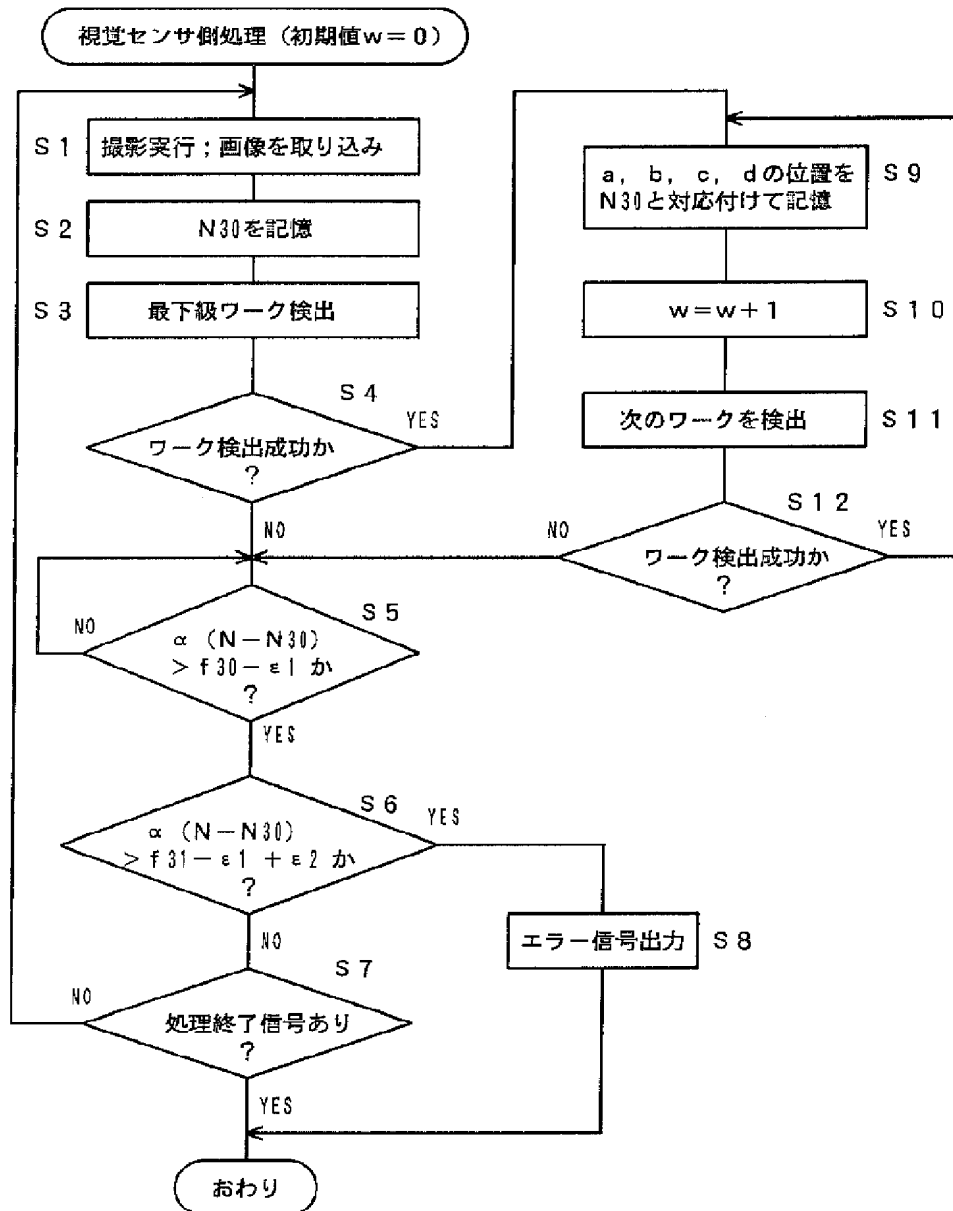 視覚センサ側処理（初期値w＝0）
S1
撮影実行；画像を取り込み
S2
N30を記憶
S3
最下級ワーク検出
S4
ワーク検出成功か
？
YES
NO
S5
α（N－N30）
＞f30－ε1か
？
NO
YES
S6
α（N－N30）
＞f31－ε1＋ε2か
？
YES
NO
S7
処理終了信号あり
？
NO
YES
S8
エラー信号出力
おわり
S9
a，b，c，dの位置を
N30と対応付けて記憶
S10
w＝w＋1
S11
次のワークを検出
S12
ワーク検出成功か
？
NO
YES